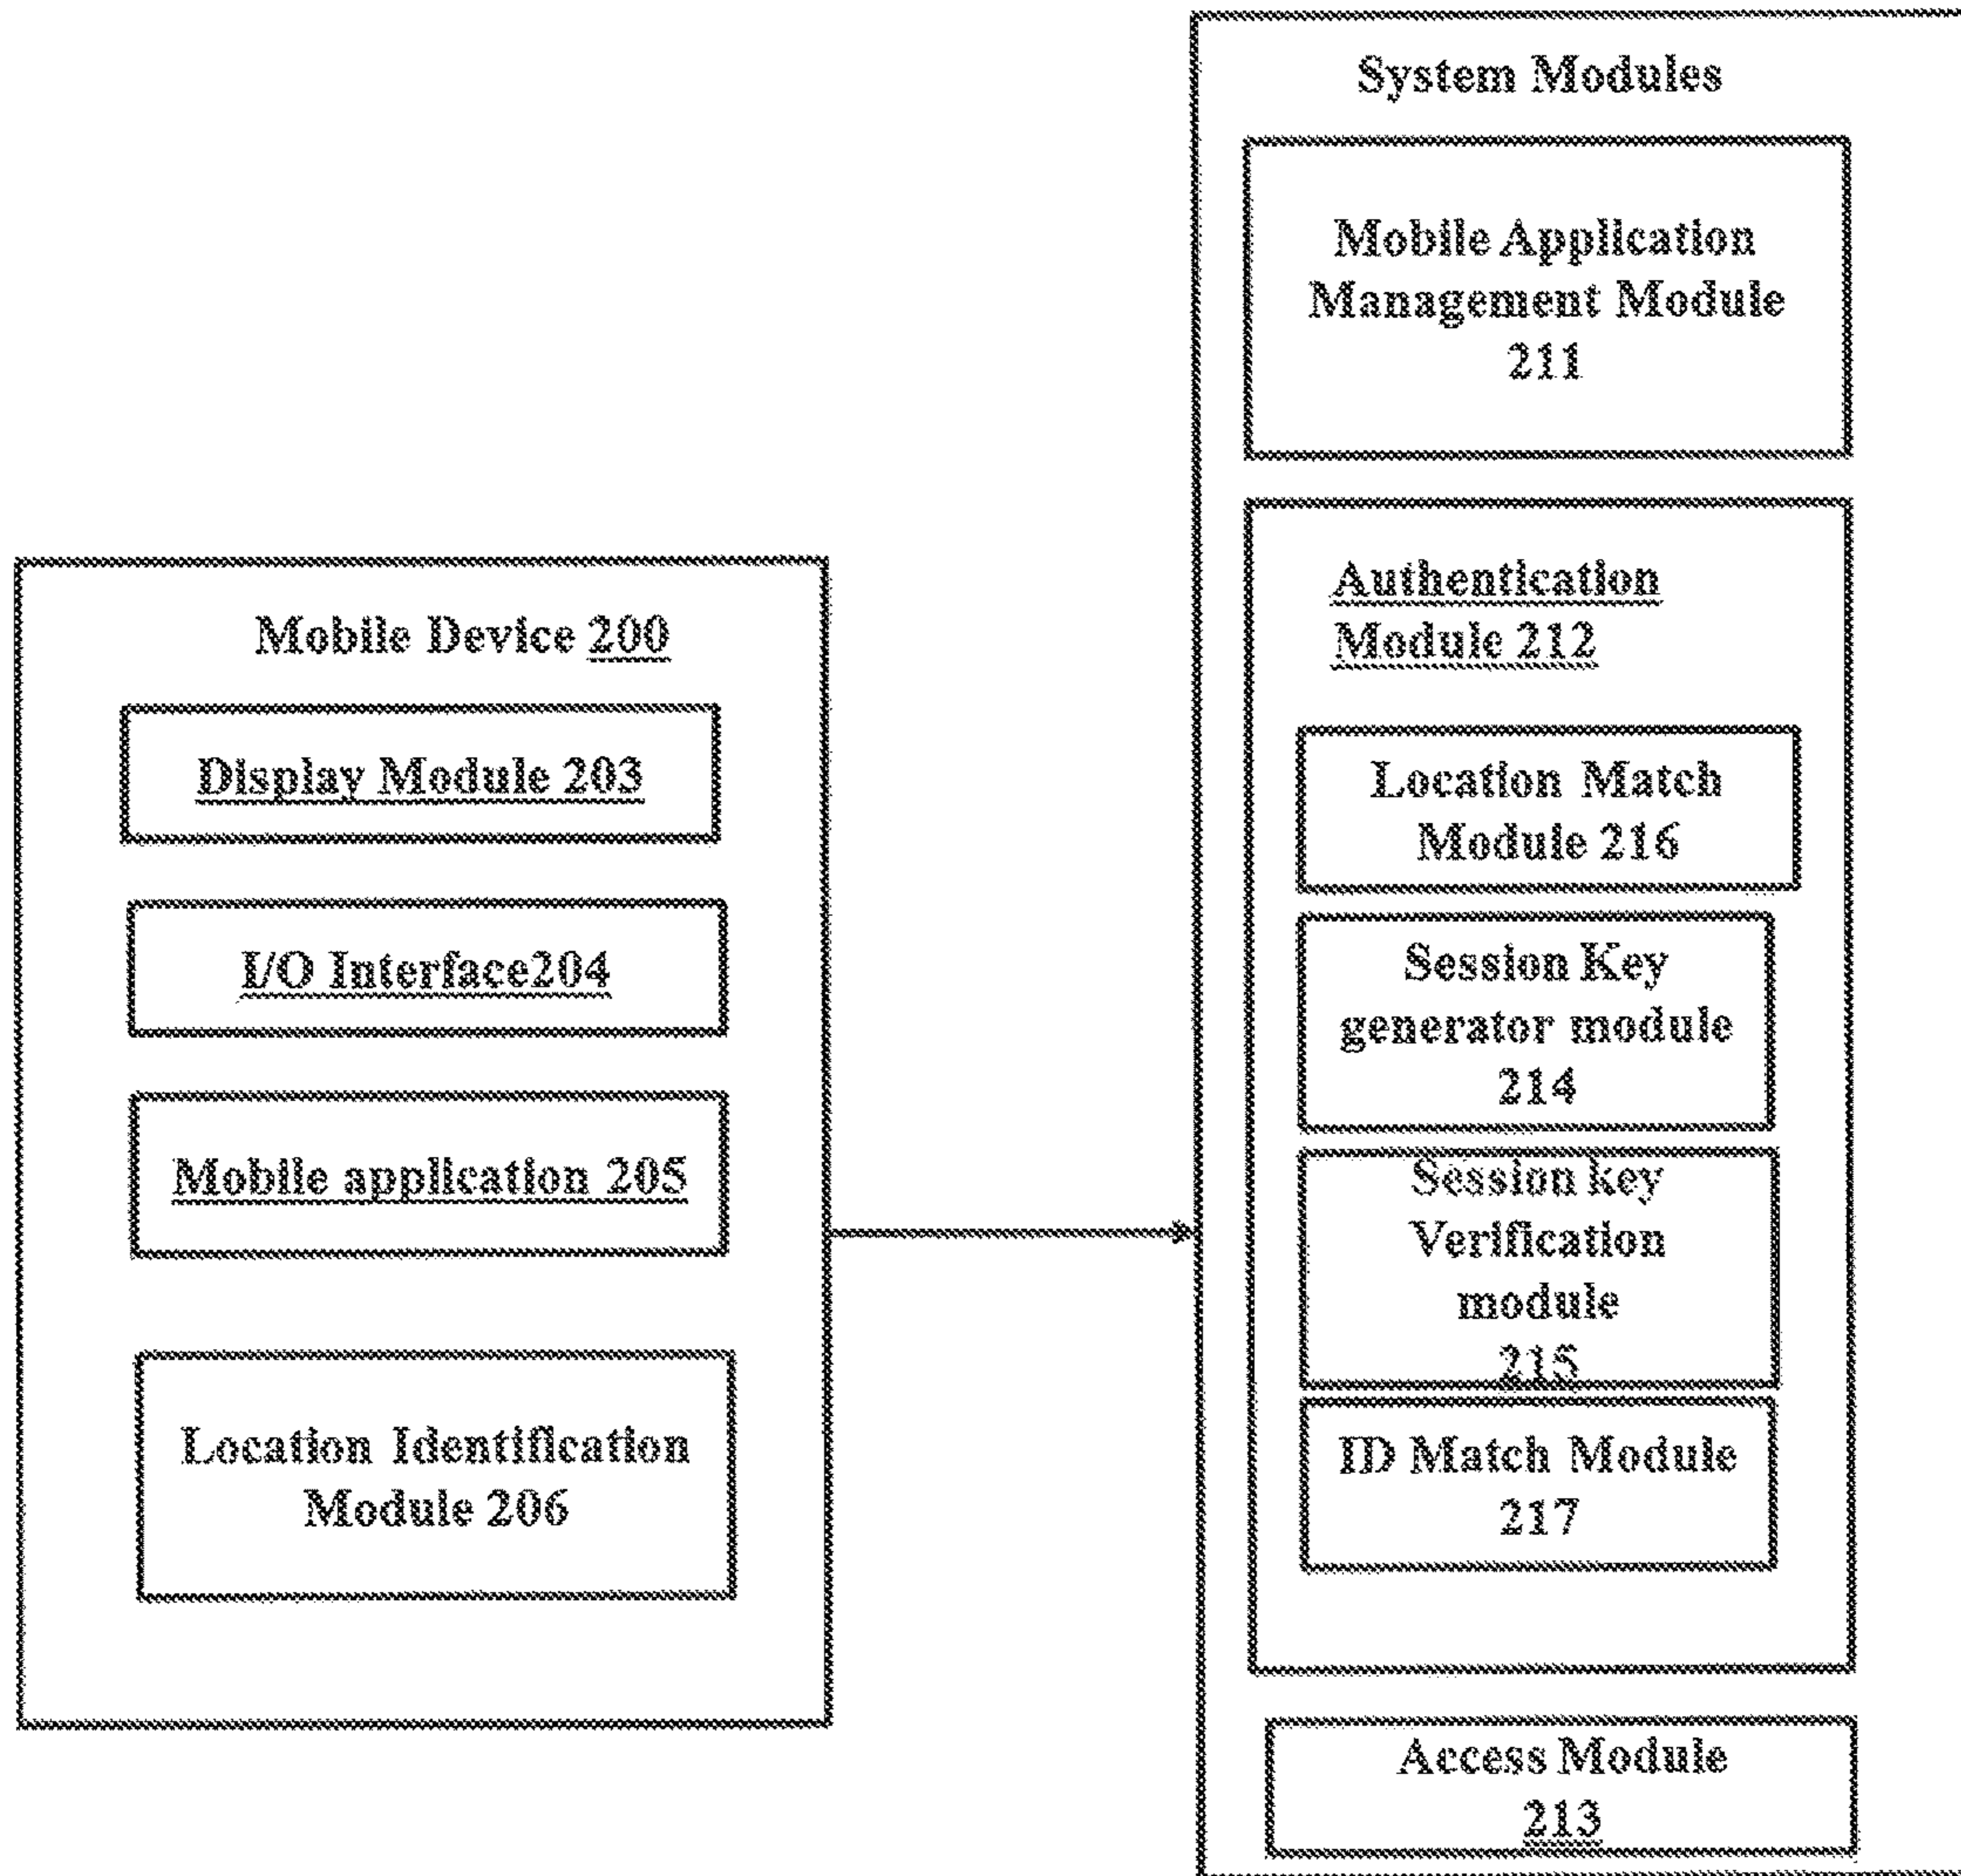 System Modules
Mobile Application
Management Module
211
Authentication
Module 212
Location Match
Module 216
Session Key
generator module
214
Session key
Verification
module
215
ID Match Module
217
Access Module
213
Mobile Device 200
Display Module 203
I/O Interface204
Mobile application 205
Location Identification
Module 206